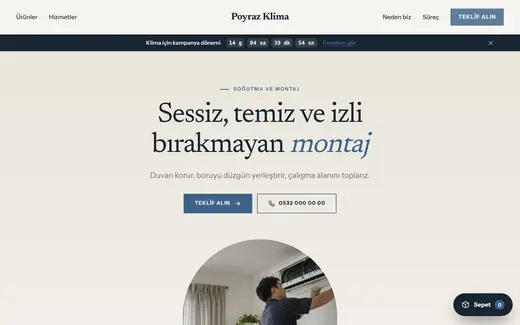 Ürünler
Hizmetler
Poyraz Klima
Neden biz
Süreç
TEKLİF ALIN
Klima için kampanya dönemi 14 g 04 sa 39 dk 54 sn Fırsatları gör
SOĞUTMA VE MONTAJ
Sessiz, temiz ve izli
bırakmayan montaj
Duvarı korur, boruyu düzgün yerleştirir, çalışma alanını toplarız.
TEKLİF ALIN →
0532 000 00 00
Sepet 0